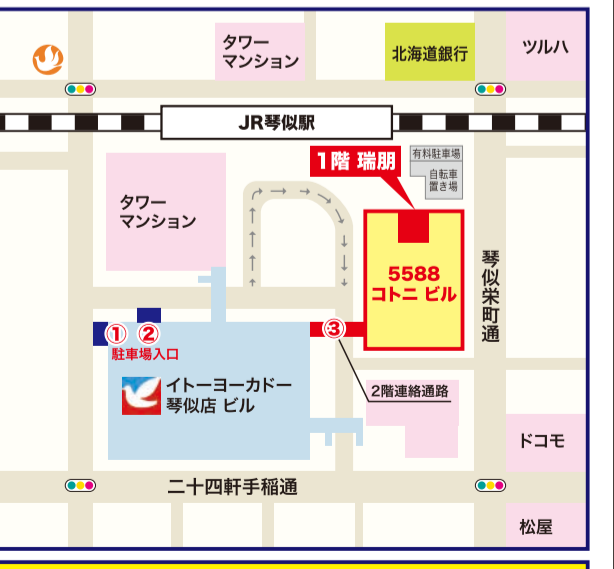 タワー
マンション
北海道銀行
ツルハ
JR琴似駅
1階 瑞朋
有料駐車場
自転車
置き場
タワー
マンション
5588
コトニ ビル
琴似栄町通
① ②
③
駐車場入口
イトーヨーカドー
琴似店 ビル
2階連絡通路
ドコモ
二十四軒手稲通
松屋